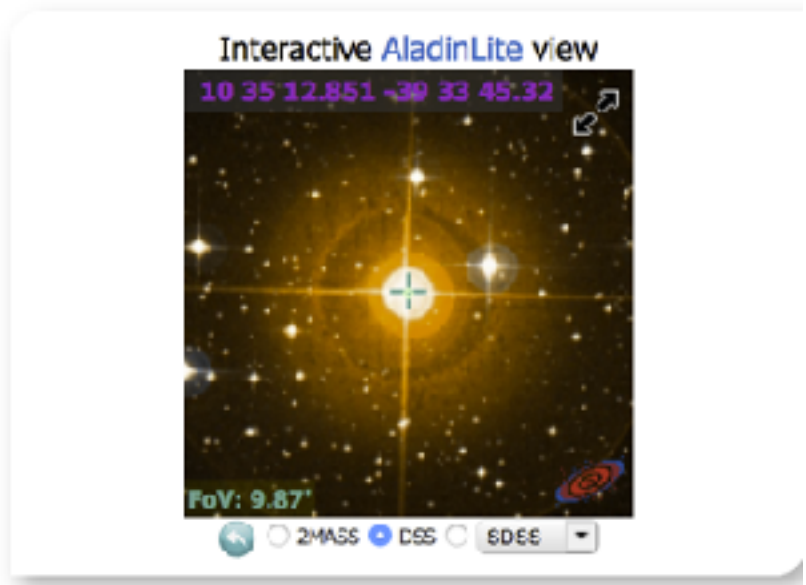 Interactive AladinLite view
10 35 12.851 -39 33 45.32
FoV: 9.87'
2MASS DSS SDSS